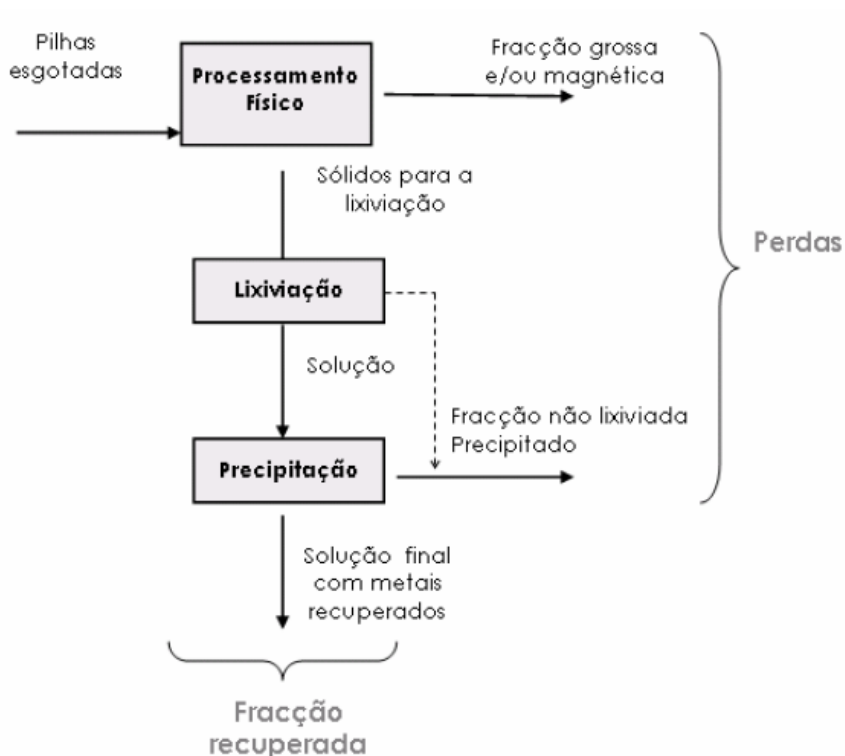 Pilhas
esgotadas
Processamento
Físico
Fracção grossa
e/ou magnética
Sólidos para a
lixiviação
Perdas
Lixiviação
Solução
Fracção não lixiviada
Precipitado
Precipitação
Solução final
com metais
recuperados
Fracção
recuperada